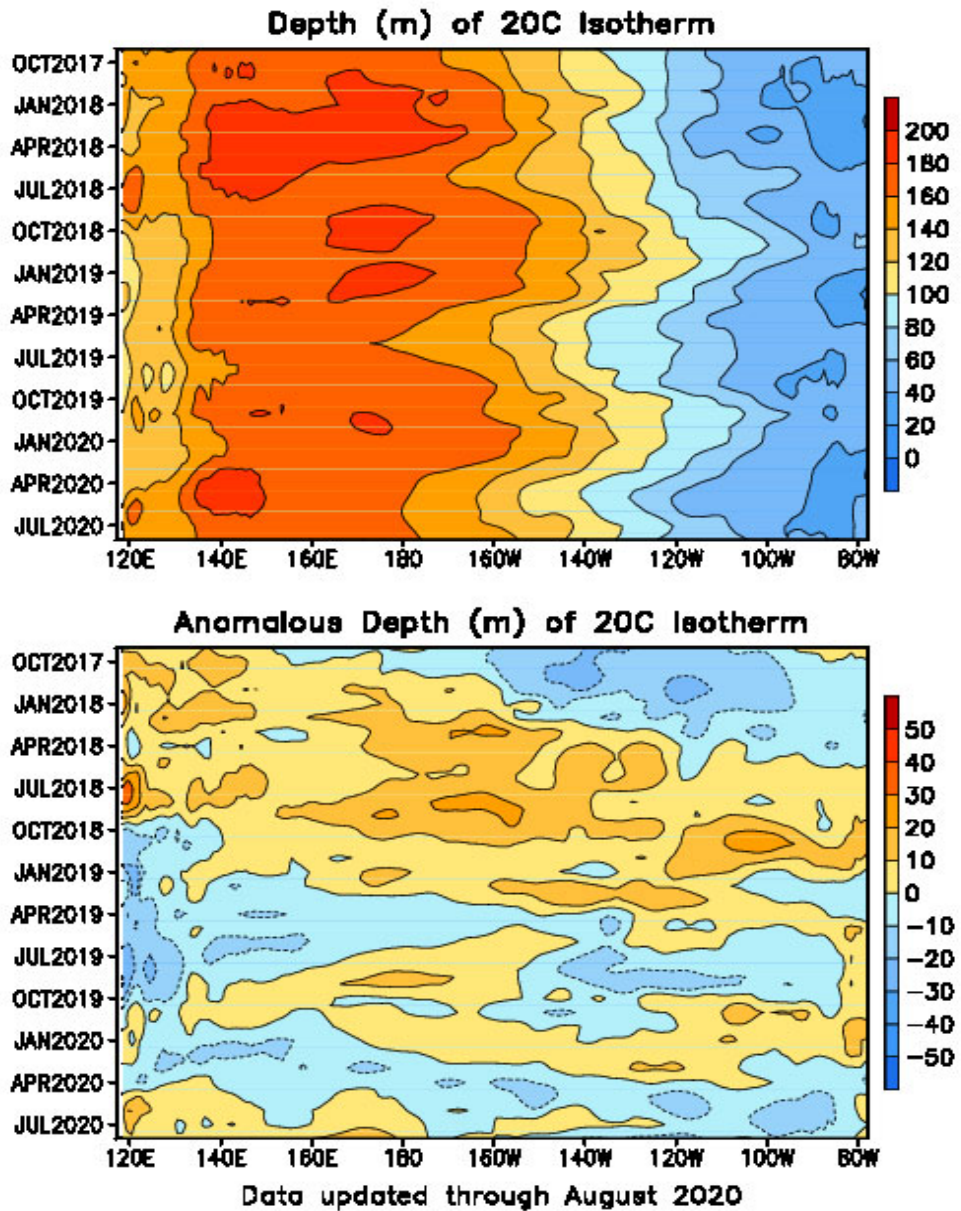 Depth (m) of 20C Isotherm
OCT2017
JAN2018
APR2018
JUL2018
OCT2018
JAN2019
APR2019
JUL2019
OCT2019
JAN2020
APR2020
JUL2020
120E 140E 160E 180 160W 140W 120W 100W 80W
200
180
160
140
120
100
80
60
40
20
0
Anomalous Depth (m) of 20C Isotherm
OCT2017
JAN2018
APR2018
JUL2018
OCT2018
JAN2019
APR2019
JUL2019
OCT2019
JAN2020
APR2020
JUL2020
120E 140E 160E 180 160W 140W 120W 100W 80W
50
40
30
20
10
0
-10
-20
-30
-40
-50
Data updated through August 2020